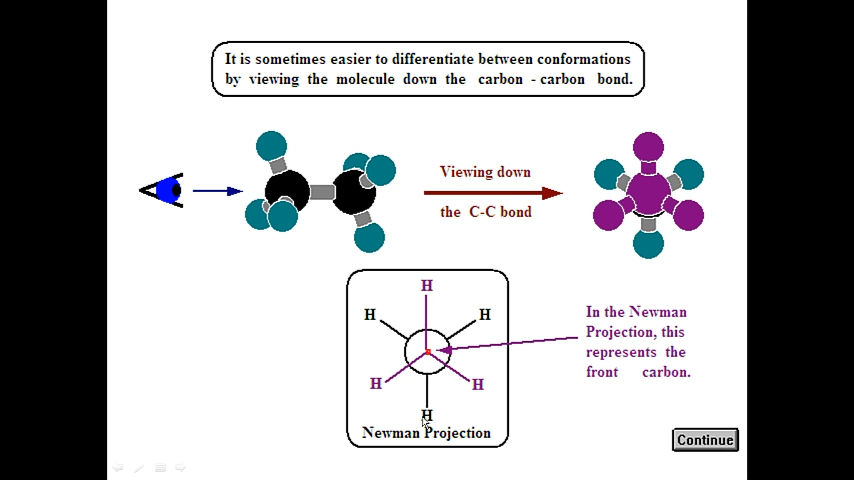 It is sometimes easier to differentiate between conformations
by viewing the molecule down the carbon - carbon bond.
Viewing down
the C-C bond
H
H
H
H
H
H
Newman Projection
In the Newman
Projection, this
represents the
front carbon.
Continue